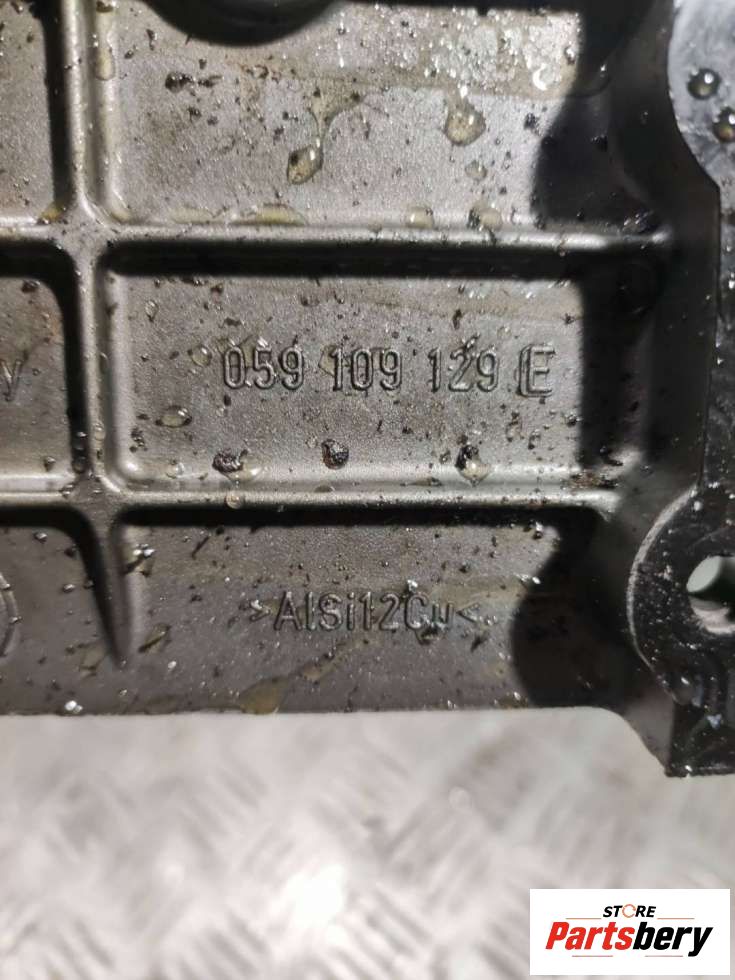 059 109 129 E
>AlSi12Cu<
STORE
Partsbery